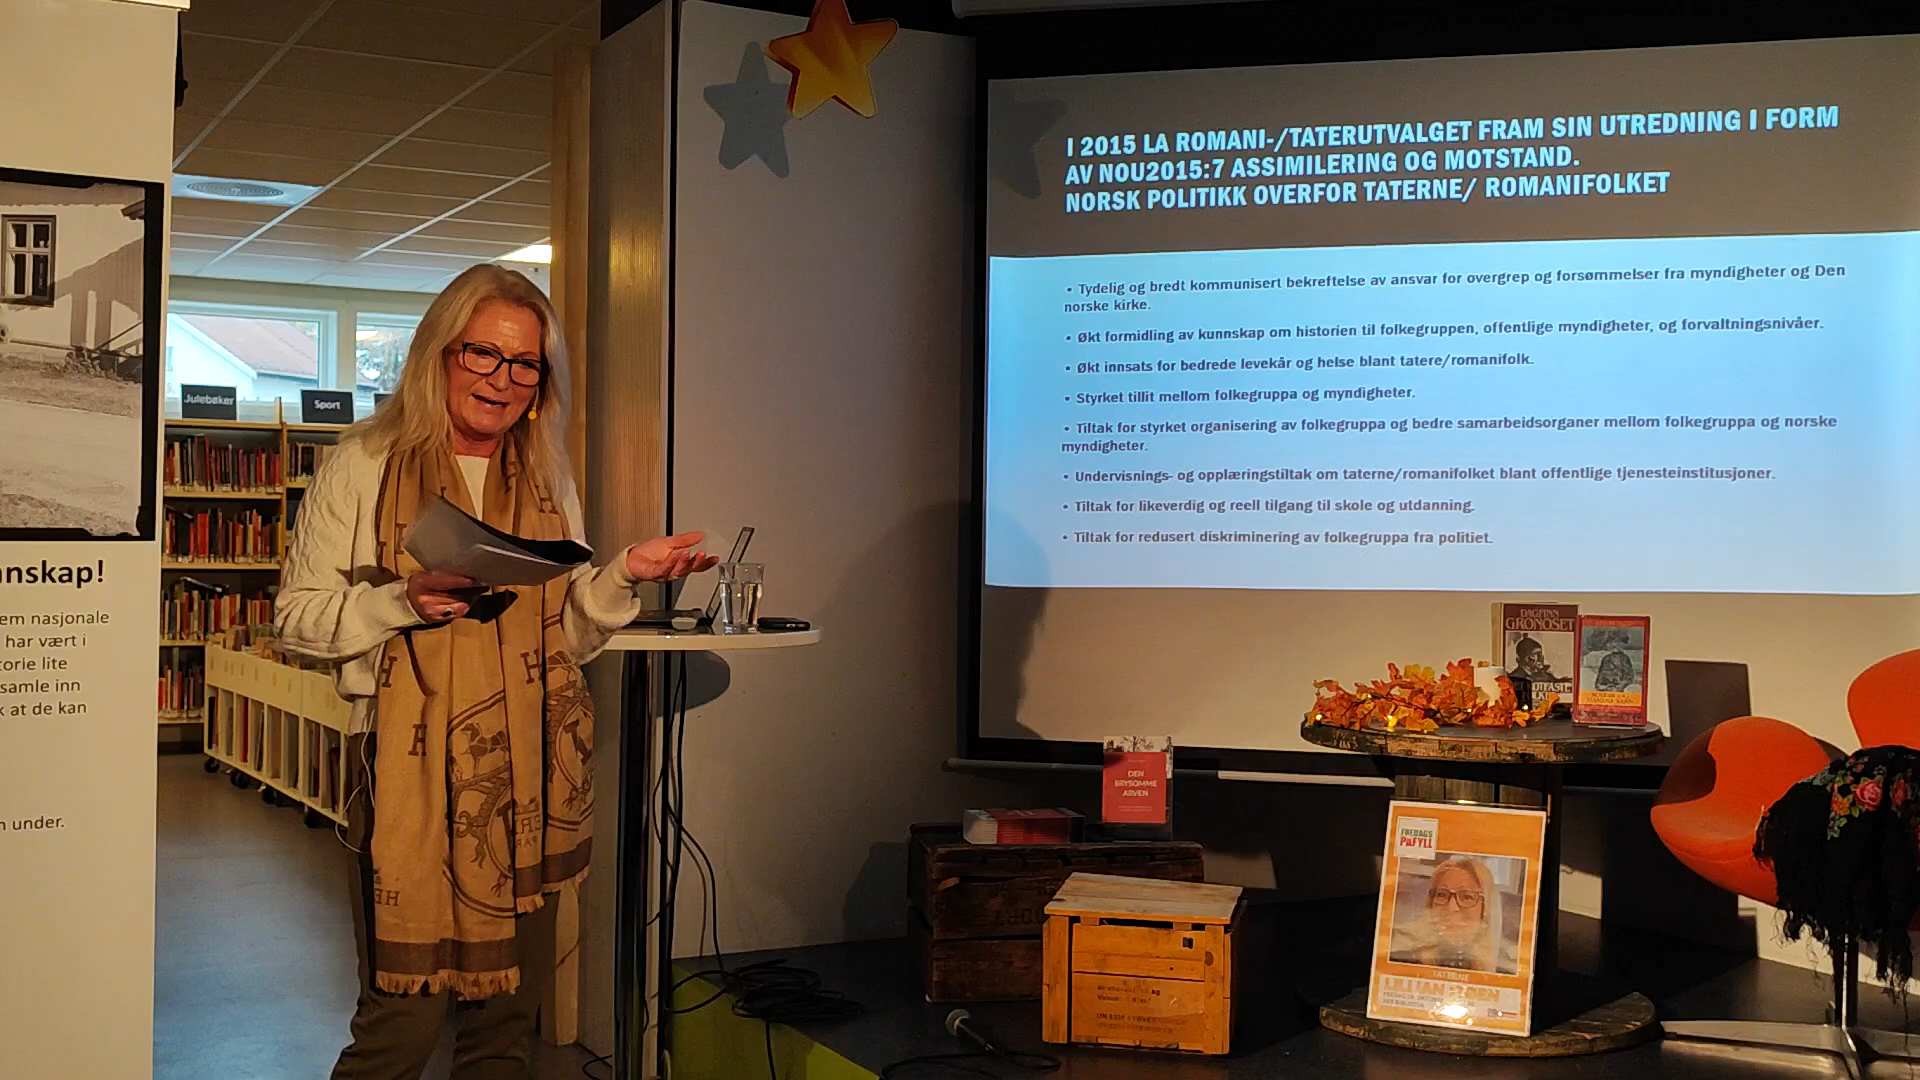 I 2015 LA ROMANI-/TATERUTVALGET FRAM SIN UTREDNING I FORM
AV NOU2015:7 ASSIMILERING OG MOTSTAND.
NORSK POLITIKK OVERFOR TATERNE/ ROMANIFOLKET
• Tydelig og bredt kommunisert bekreftelse av ansvar for overgrep og forsømmelser fra myndigheter og Den
norske kirke.
• Økt formidling av kunnskap om historien til folkegruppen, offentlige myndigheter, og forvaltningsnivåer.
• Økt innsats for bedrede levekår og helse blant tatere/romanifolk.
• Styrket tillit mellom folkegruppa og myndigheter.
• Tiltak for styrket organisering av folkegruppa og bedre samarbeidsorganer mellom folkegruppa og norske
myndigheter.
• Undervisnings- og opplæringstiltak om taterne/romanifolket blant offentlige tjenesteinstitusjoner.
• Tiltak for likeverdig og reell tilgang til skole og utdanning.
• Tiltak for redusert diskriminering av folkegruppa fra politiet.
Julebøker
Sport
nskap!
em nasjonale
har vært i
orie lite
samle inn
k at de kan
n under.
DAGFINN
GRØNOSET
DEN
BRYSOMME
ARVEN
FREDAGS
PÅFYLL
TATERNE
LILLIAN
H
H
H
HE
PAR